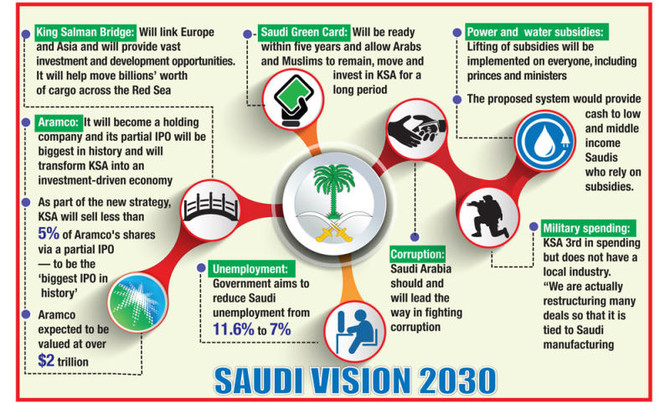 King Salman Bridge: Will link Europe
and Asia and will provide vast
investment and development opportunities.
It will help move billions' worth
of cargo across the Red Sea
Aramco: It will become a holding
company and its partial IPO will be
biggest in history and will
transform KSA into an
investment-driven economy
As part of the new strategy,
KSA will sell less than
5% of Aramco's shares
via a partial IPO
— to be the
'biggest IPO in
history'
Aramco
expected to be
valued at over
$2 trillion
Saudi Green Card: Will be ready
within five years and allow Arabs
and Muslims to remain, move and
invest in KSA for a
long period
Unemployment:
Government aims to
reduce Saudi
unemployment from
11.6% to 7%
Corruption:
Saudi Arabia
should and
will lead the
way in fighting
corruption
Power and water subsidies:
Lifting of subsidies will be
implemented on everyone, including
princes and ministers
The proposed system would provide
cash to low
and middle
income
Saudis
who rely on
subsidies.
Military spending:
KSA 3rd in spending
but does not have a
local industry.
“We are actually
restructuring many
deals so that it is
tied to Saudi
manufacturing
SAUDI VISION 2030